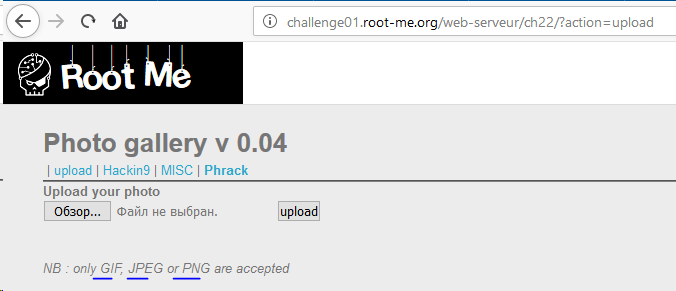 challenge01.root-me.org/web-serveur/ch22/?action=upload
Root Me
Photo gallery v 0.04
| upload | Hackin9 | MISC | Phrack
Upload your photo
Обзор... Файл не выбран. upload
NB : only GIF, JPEG or PNG are accepted